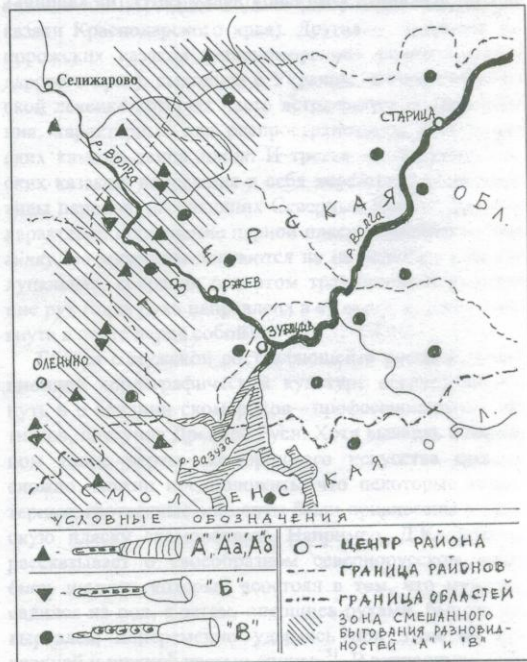 Селижарово
СТАРИЦА
р. ВОЛГА
ТВЕРСКАЯ ОБЛ
ВОЛГА
РЖЕВ
ЗУБЦОВ
ОЛЕНИНО
р. Вазуза
СМОЛЕНСКАЯ ОБЛ
УСЛОВНЫЕ ОБОЗНАЧЕНИЯ
"А, Аа, Аб"
"Б"
"В"
ЦЕНТР РАЙОНА
ГРАНИЦА РАЙОНОВ
ГРАНИЦА ОБЛАСТЕЙ
ЗОНА СМЕШАННОГО
БЫТОВАНИЯ РАЗНОВИД-
НОСТЕЙ "А" и "В"